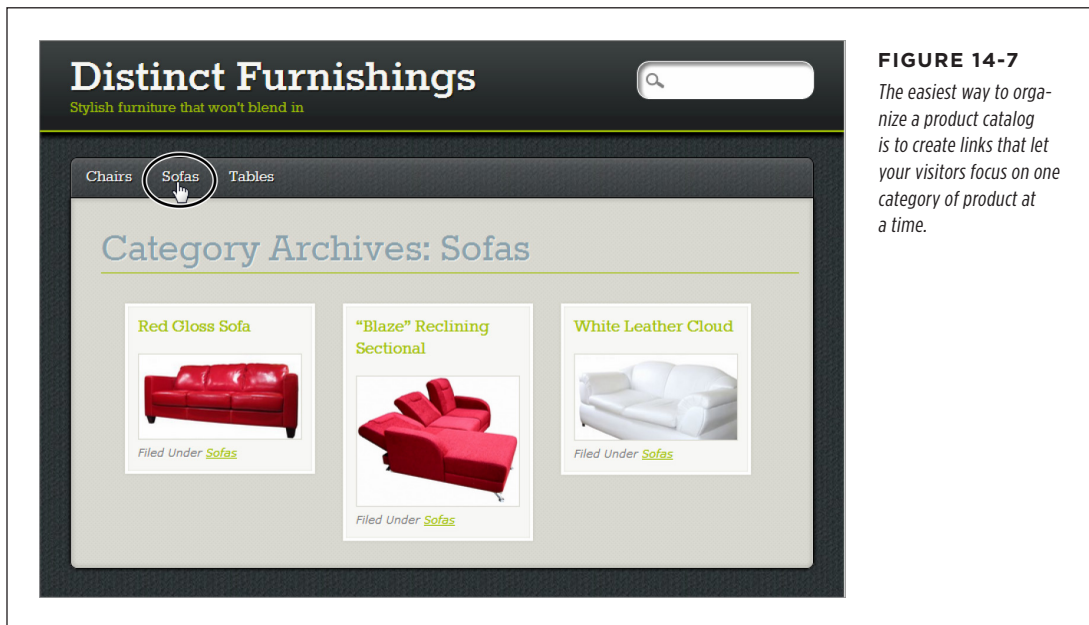 Distinct Furnishings
Stylish furniture that won't blend in
Chairs Sofas Tables
Category Archives: Sofas
Red Gloss Sofa
Filed Under Sofas
“Blaze” Reclining
Sectional
Filed Under Sofas
White Leather Cloud
Filed Under Sofas
FIGURE 14-7
The easiest way to orga-
nize a product catalog
is to create links that let
your visitors focus on one
category of product at
a time.